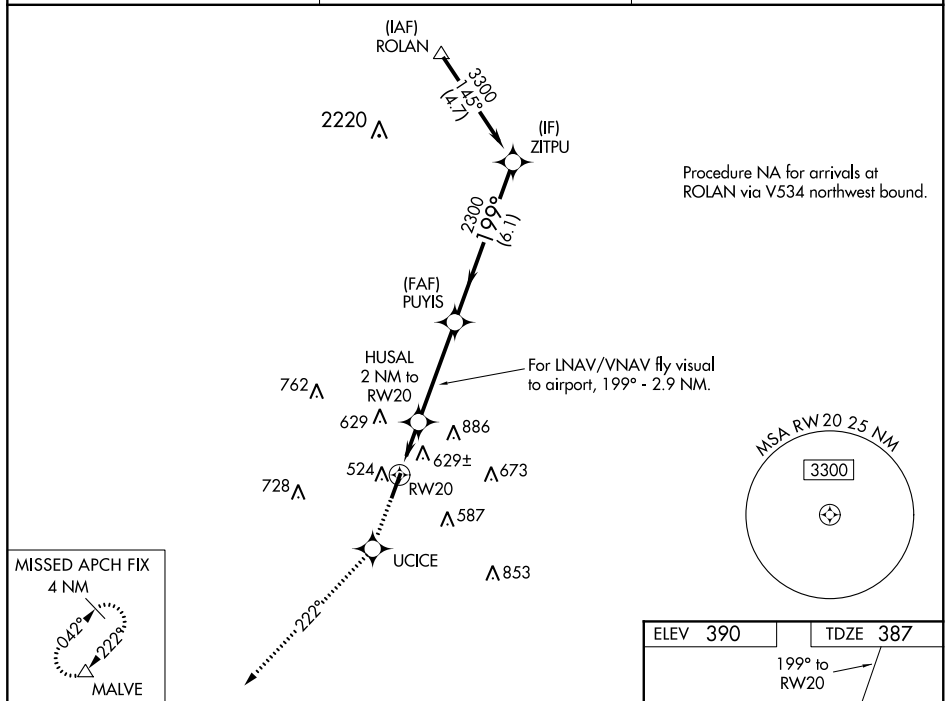 (IAF)
ROLAN
3300
145°
(4.7)
2220
(IF)
ZITPU
Procedure NA for arrivals at
ROLAN via V534 northwest bound.
2300
199°
(6.1)
(FAF)
PUYIS
HUSAL
2 NM to
RW20
For LNAV/VNAV fly visual
to airport, 199° - 2.9 NM.
762
629
886
629±
524
RW20
673
728
587
UCICE
853
222°
MSA RW20 25 NM
3300
MISSED APCH FIX
4 NM
042°
222°
MALVE
ELEV 390
TDZE 387
199° to
RW20